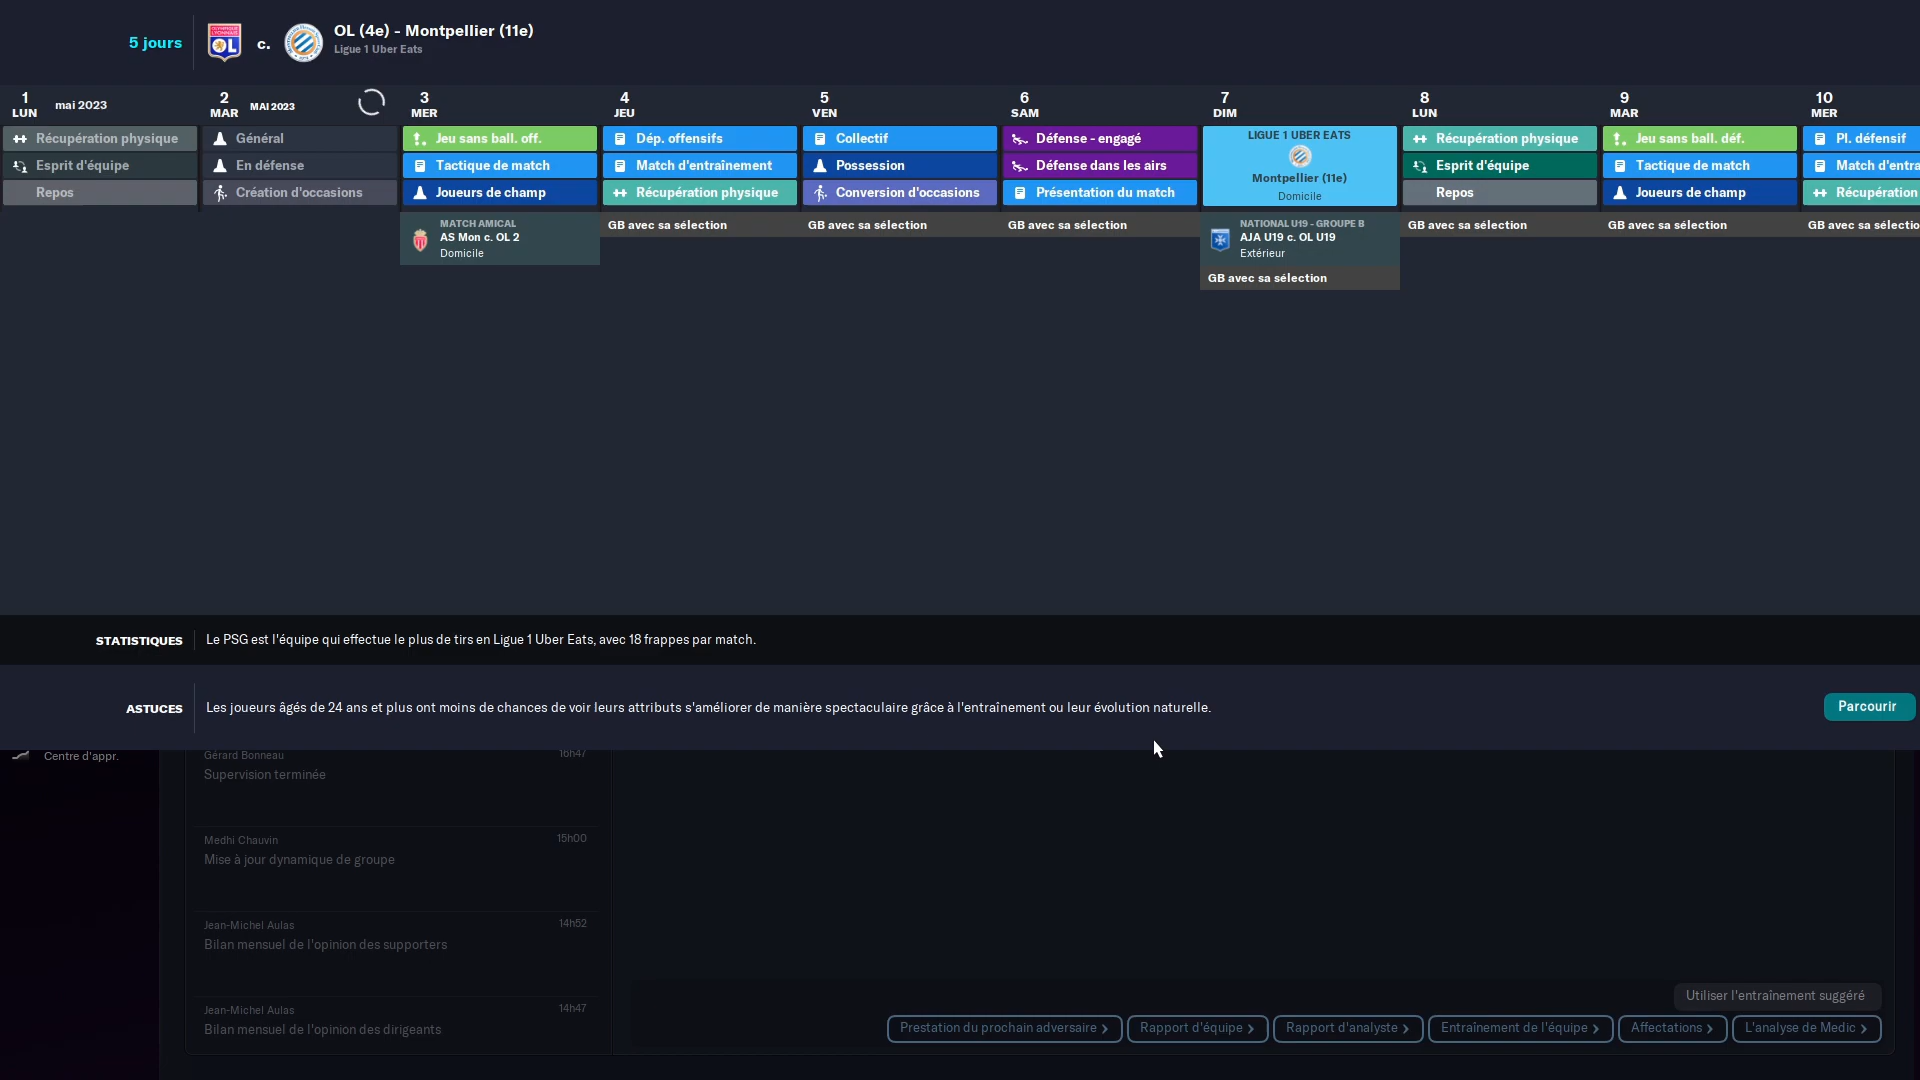 5 jours
c.
OL (4e) - Montpellier (11e)
Ligue 1 Uber Eats
1
LUN
mai 2023
2
MAR
MAI 2023
3
MER
4
JEU
5
VEN
6
SAM
7
DIM
8
LUN
9
MAR
10
MER
Récupération physique
Esprit d'équipe
Repos
Général
En défense
Création d'occasions
Jeu sans ball. off.
Tactique de match
Joueurs de champ
MATCH AMICAL
AS Mon c. OL 2
Domicile
Dép. offensifs
Match d'entraînement
Récupération physique
GB avec sa sélection
Collectif
Possession
Conversion d'occasions
GB avec sa sélection
Défense - engagé
Défense dans les airs
Présentation du match
GB avec sa sélection
LIGUE 1 UBER EATS
Montpellier (11e)
Domicile
NATIONAL U19 - GROUPE B
AJA U19 c. OL U19
Extérieur
GB avec sa sélection
Récupération physique
Esprit d'équipe
Repos
GB avec sa sélection
Jeu sans ball. déf.
Tactique de match
Joueurs de champ
GB avec sa sélection
Pl. défensif
Match d'entra
Récupération
GB avec sa sélectio
STATISTIQUES
Le PSG est l'équipe qui effectue le plus de tirs en Ligue 1 Uber Eats, avec 18 frappes par match.
ASTUCES
Les joueurs âgés de 24 ans et plus ont moins de chances de voir leurs attributs s'améliorer de manière spectaculaire grâce à l'entraînement ou leur évolution naturelle.
Parcourir
Centre d'appr.
Gérard Bonneau
16h47
Supervision terminée
Medhi Chauvin
15h00
Mise à jour dynamique de groupe
Jean-Michel Aulas
14h52
Bilan mensuel de l'opinion des supporters
Jean-Michel Aulas
14h47
Bilan mensuel de l'opinion des dirigeants
Utiliser l'entraînement suggéré
Prestation du prochain adversaire
Rapport d'équipe
Rapport d'analyste
Entraînement de l'équipe
Affectations
L'analyse de Medic